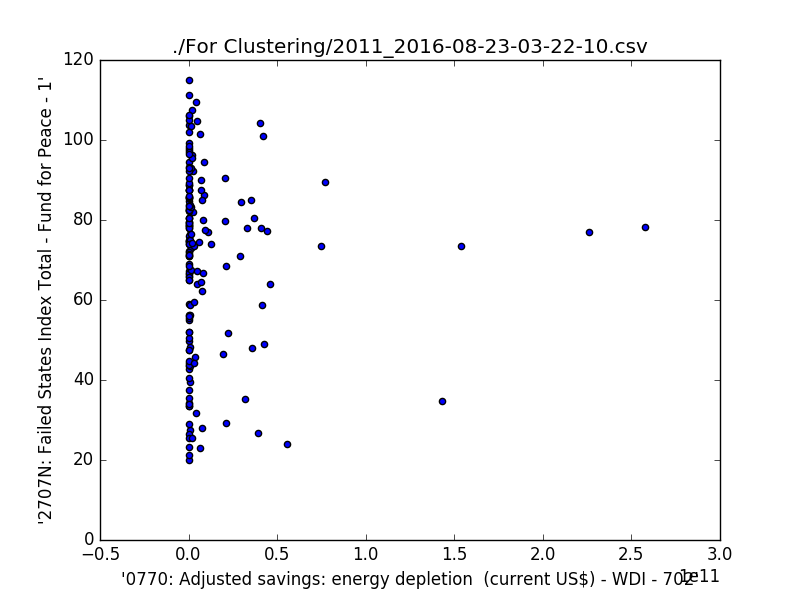 ./For Clustering/2011_2016-08-23-03-22-10.csv
120
100
80
60
40
20
0
'2707N: Failed States Index Total - Fund for Peace - 1'
−0.5 0.0 0.5 1.0 1.5 2.0 2.5 3.0
1e11
'0770: Adjusted savings: energy depletion (current US$) - WDI - 702'